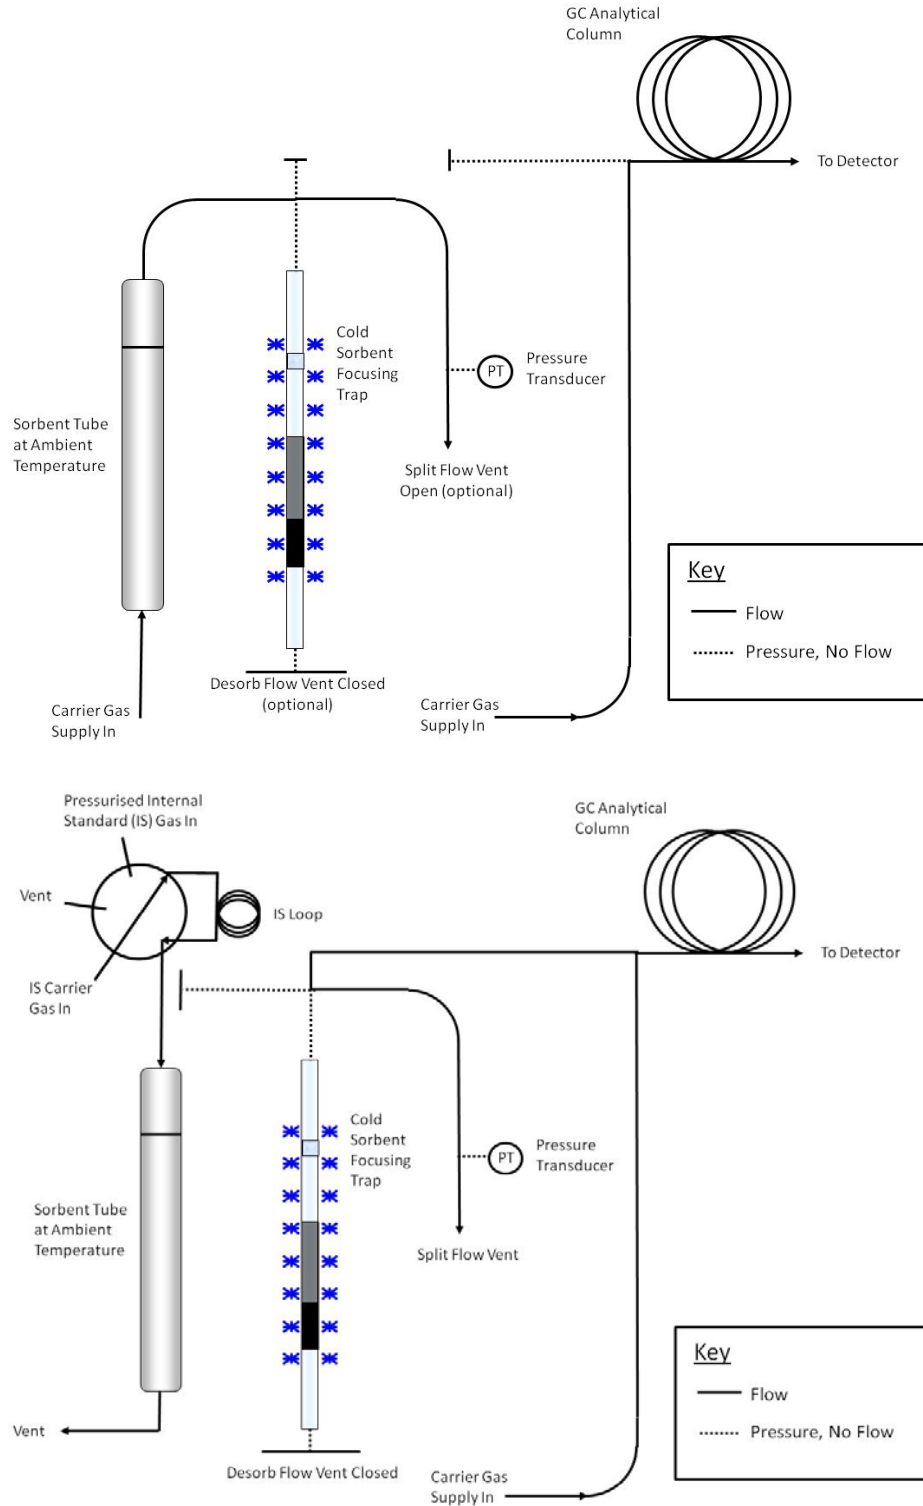 GC Analytical
Column
To Detector
Cold
Sorbent
Focusing
Trap
PT
Pressure
Transducer
Sorbent Tube
at Ambient
Temperature
Split Flow Vent
Open (optional)
Key
Flow
Pressure, No Flow
Desorb Flow Vent Closed
(optional)
Carrier Gas
Supply In
Carrier Gas
Supply In
Pressurised Internal
Standard (IS) Gas In
GC Analytical
Column
Vent
IS Loop
To Detector
IS Carrier
Gas In
Cold
Sorbent
Focusing
Trap
PT
Pressure
Transducer
Sorbent Tube
at Ambient
Temperature
Split Flow Vent
Key
Flow
Pressure, No Flow
Vent
Desorb Flow Vent Closed
Carrier Gas
Supply In